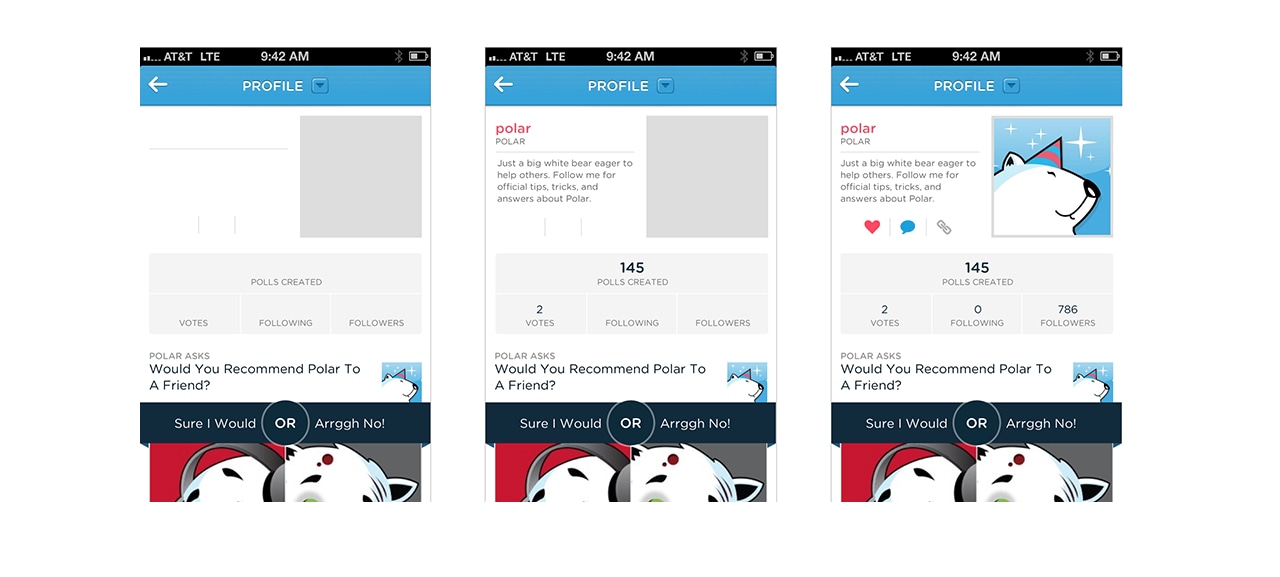 AT&T LTE 9:42 AM
PROFILE
POLLS CREATED
VOTES FOLLOWING FOLLOWERS
POLAR ASKS
Would You Recommend Polar To
A Friend?
Sure I Would OR Arrggh No!
AT&T LTE 9:42 AM
PROFILE
polar
POLAR
Just a big white bear eager to
help others. Follow me for
official tips, tricks, and
answers about Polar.
145
POLLS CREATED
2
VOTES FOLLOWING FOLLOWERS
POLAR ASKS
Would You Recommend Polar To
A Friend?
Sure I Would OR Arrggh No!
AT&T LTE 9:42 AM
PROFILE
polar
POLAR
Just a big white bear eager to
help others. Follow me for
official tips, tricks, and
answers about Polar.
145
POLLS CREATED
2 0 786
VOTES FOLLOWING FOLLOWERS
POLAR ASKS
Would You Recommend Polar To
A Friend?
Sure I Would OR Arrggh No!